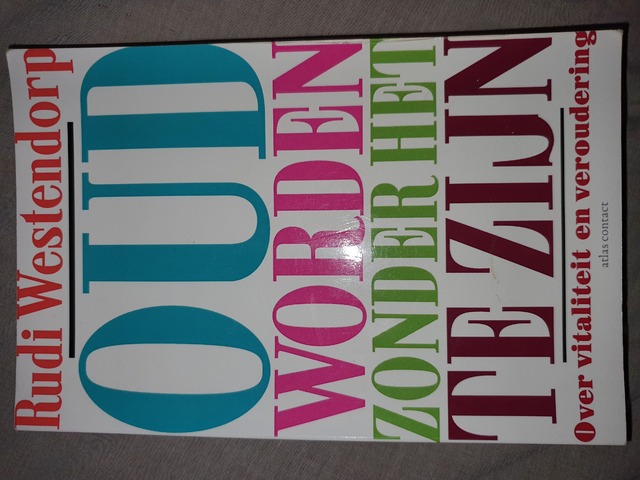 Rudi Westendorp
OUD
WORDEN
ZONDER HET
TE ZIJN
Over vitaliteit en veroudering
atlas contact